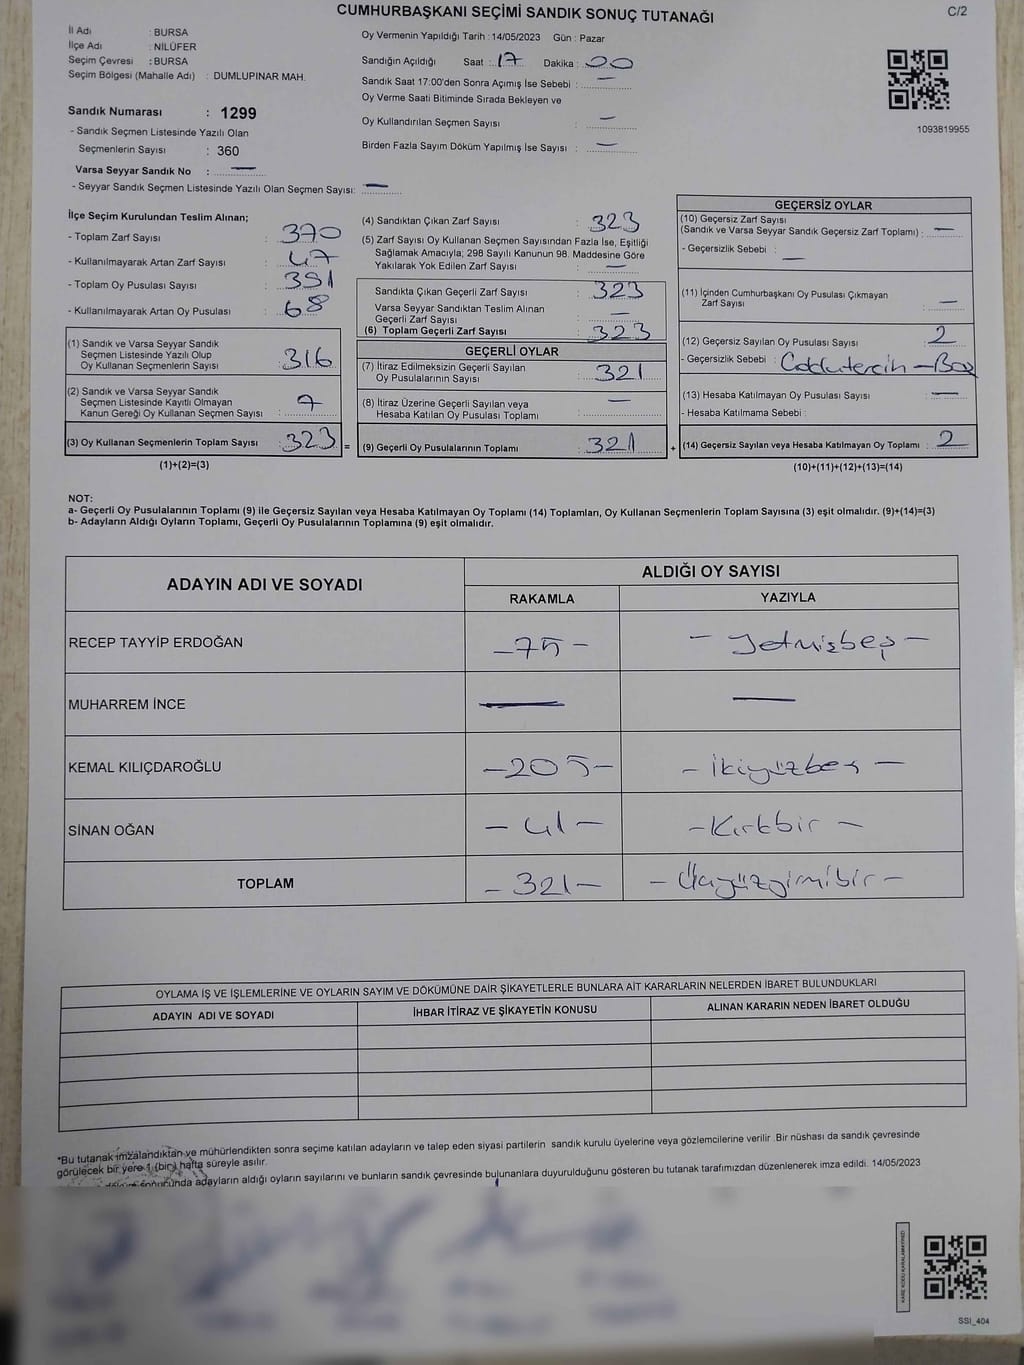 CUMHURBAŞKANI SEÇİMİ SANDIK SONUÇ TUTANAĞI
C/2
İl Adı : BURSA
İlçe Adı : NILÜFER
Seçim Çevresi : BURSA
Seçim Bölgesi (Mahalle Adı) : DUMLUPINAR MAH.
Sandık Numarası : 1299
- Sandık Seçmen Listesinde Yazılı Olan
Seçmenlerin Sayısı : 360
Varsa Seyyar Sandık No : —
- Seyyar Sandık Seçmen Listesinde Yazılı Olan Seçmen Sayısı: —
Oy Vermenin Yapıldığı Tarih : 14/05/2023 Gün : Pazar
Sandığın Açıldığı Saat : 17 Dakika : 00
Sandık Saat 17:00'den Sonra Açımış İse Sebebi : —
Oy Verme Saati Bitiminde Sırada Bekleyen ve
Oy Kullandırılan Seçmen Sayısı : —
Birden Fazla Sayım Döküm Yapılmış İse Sayısı : —
1093819955
İlçe Seçim Kurulundan Teslim Alınan;
- Toplam Zarf Sayısı : 370
- Kullanılmayarak Artan Zarf Sayısı : 47
- Toplam Oy Pusulası Sayısı : 391
- Kullanılmayarak Artan Oy Pusulası : 68
(1) Sandık ve Varsa Seyyar Sandık
Seçmen Listesinde Yazılı Olup
Oy Kullanan Seçmenlerin Sayısı : 316
(2) Sandık ve Varsa Seyyar Sandık
Seçmen Listesinde Kayıtlı Olmayan
Kanun Gereği Oy Kullanan Seçmen Sayısı : 7
(3) Oy Kullanan Seçmenlerin Toplam Sayısı : 323 =
(1)+(2)=(3)
(4) Sandıktan Çıkan Zarf Sayısı : 323
(5) Zarf Sayısı Oy Kullanan Seçmen Sayısından Fazla İse, Eşitliği
Sağlamak Amacıyla; 298 Sayılı Kanunun 98. Maddesine Göre
Yakılarak Yok Edilen Zarf Sayısı : —
Sandıkta Çıkan Geçerli Zarf Sayısı : 323
Varsa Seyyar Sandıktan Teslim Alınan
Geçerli Zarf Sayısı : —
(6) Toplam Geçerli Zarf Sayısı : 323
GEÇERLİ OYLAR
(7) İtiraz Edilmeksizin Geçerli Sayılan
Oy Pusulalarının Sayısı : 321
(8) İtiraz Üzerine Geçerli Sayılan veya
Hesaba Katılan Oy Pusulaları Toplamı : —
(9) Geçerli Oy Pusulalarının Toplamı : 321 +
GEÇERSİZ OYLAR
(10) Geçersiz Zarf Sayısı
(Sandık ve Varsa Seyyar Sandık Geçersiz Zarf Toplamı) : —
- Geçersizlik Sebebi : —
(11) İçinden Cumhurbaşkanı Oy Pusulası Çıkmayan
Zarf Sayısı : —
(12) Geçersiz Sayılan Oy Pusulası Sayısı : 2
- Geçersizlik Sebebi : - Boş
(13) Hesaba Katılmayan Oy Pusulası Sayısı : —
- Hesaba Katılmama Sebebi :
(14) Geçersiz Sayılan veya Hesaba Katılmayan Oy Toplamı : 2
(10)+(11)+(12)+(13)=(14)
NOT:
a- Geçerli Oy Pusulalarının Toplamı (9) ile Geçersiz Sayılan veya Hesaba Katılmayan Oy Toplamı (14) Toplamları, Oy Kullanan Seçmenlerin Toplam Sayısına (3) eşit olmalıdır. (9)+(14)=(3)
b- Adayların Aldığı Oyların Toplamı, Geçerli Oy Pusulalarının Toplamına (9) eşit olmalıdır.
ADAYIN ADI VE SOYADI
ALDIĞI OY SAYISI
RAKAMLA YAZIYLA
RECEP TAYYİP ERDOĞAN - 75 - - Yetmişbeş -
MUHARREM İNCE — —
KEMAL KILIÇDAROĞLU - 205 - - İkiyüzbeş -
SİNAN OĞAN - 41 - - Kırkbir -
TOPLAM - 321 - - Üçyüzyirmibir -
OYLAMA İŞ VE İŞLEMLERİNE VE OYLARIN SAYIM VE DÖKÜMÜNE DAİR ŞİKAYETLERLE BUNLARA AİT KARARLARIN NELERDEN İBARET BULUNDUKLARI
ADAYIN ADI VE SOYADI İHBAR İTİRAZ VE ŞİKAYETİN KONUSU ALINAN KARARIN NEDEN İBARET OLDUĞU
*Bu tutanak imzalandıktan ve mühürlendikten sonra seçime katılan adayların ve talep eden siyasi partilerin sandık kurulu üyelerine veya gözlemcilerine verilir .Bir nüshası da sandık çevresinde
görülecek bir yere 1 (bir) hafta süreyle asılır.
sonucunda adayların aldığı oyların sayılarını ve bunların sandık çevresinde bulunanlara duyurulduğunu gösteren bu tutanak tarafımızdan düzenlenerek imza edildi. 14/05/2023
KARE KODU KARALAMAYINIZ!
SSI_404